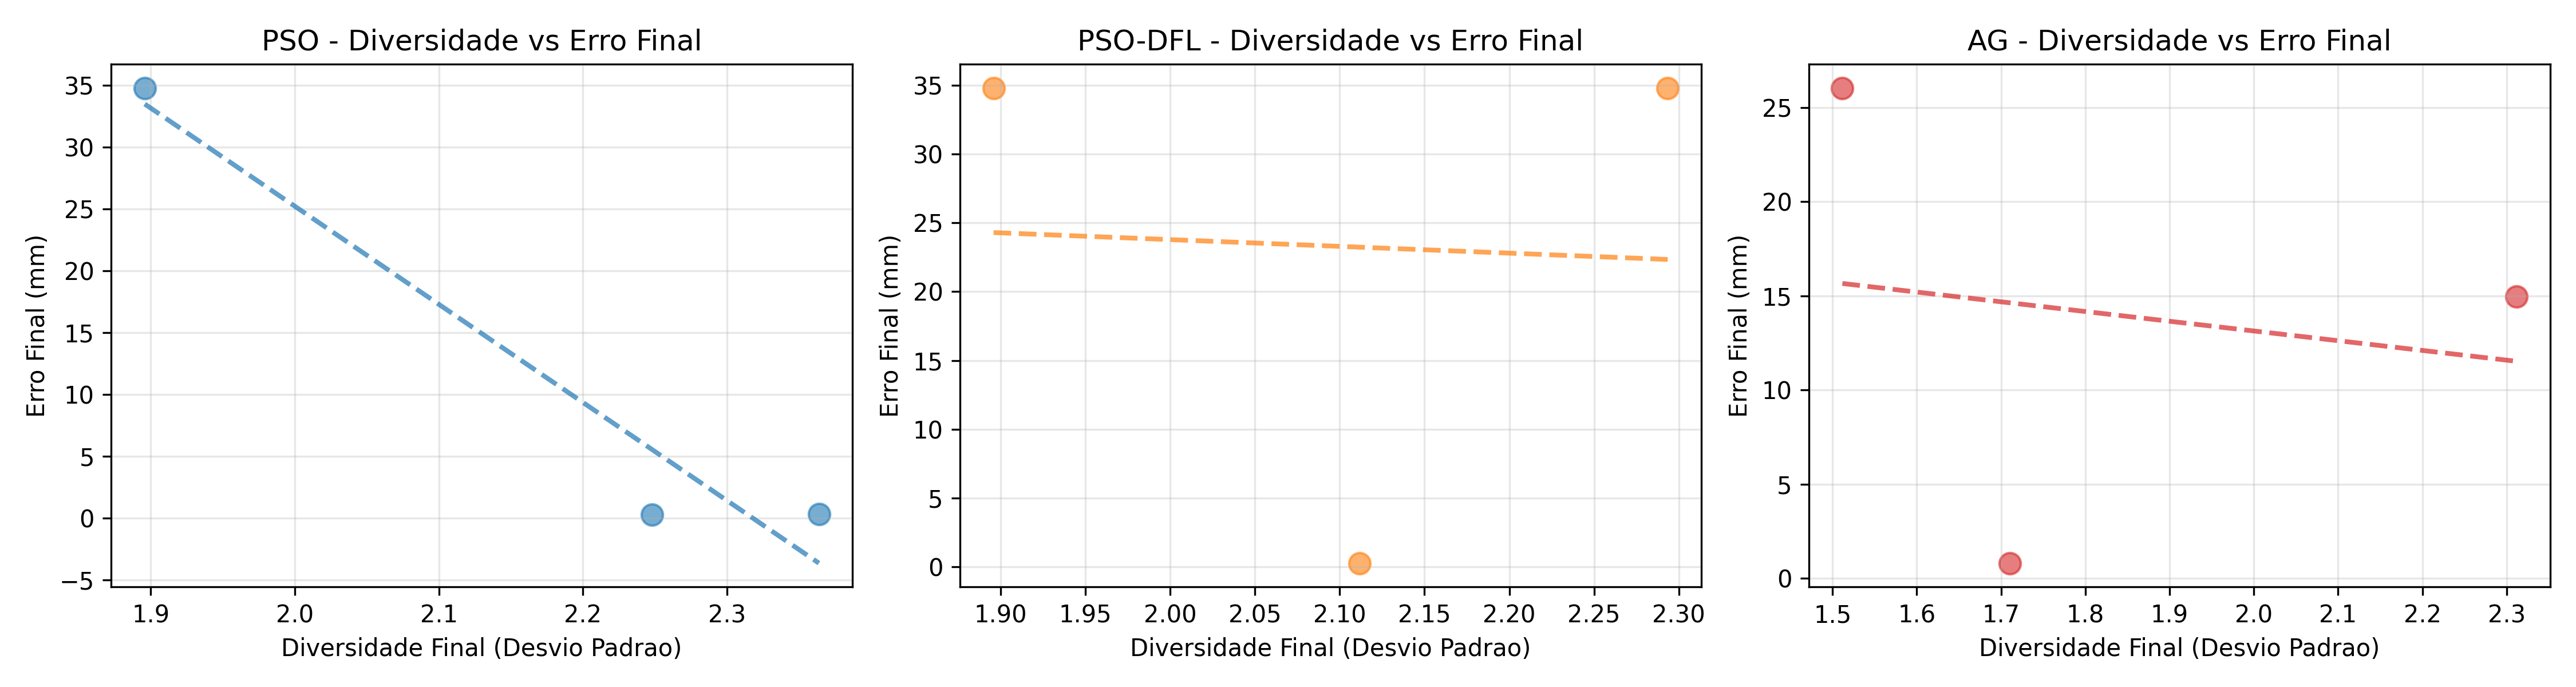 PSO - Diversidade vs Erro Final
Erro Final (mm)
35
30
25
20
15
10
5
0
−5
1.9 2.0 2.1 2.2 2.3
Diversidade Final (Desvio Padrao)
PSO-DFL - Diversidade vs Erro Final
Erro Final (mm)
35
30
25
20
15
10
5
0
1.90 1.95 2.00 2.05 2.10 2.15 2.20 2.25 2.30
Diversidade Final (Desvio Padrao)
AG - Diversidade vs Erro Final
Erro Final (mm)
25
20
15
10
5
0
1.5 1.6 1.7 1.8 1.9 2.0 2.1 2.2 2.3
Diversidade Final (Desvio Padrao)